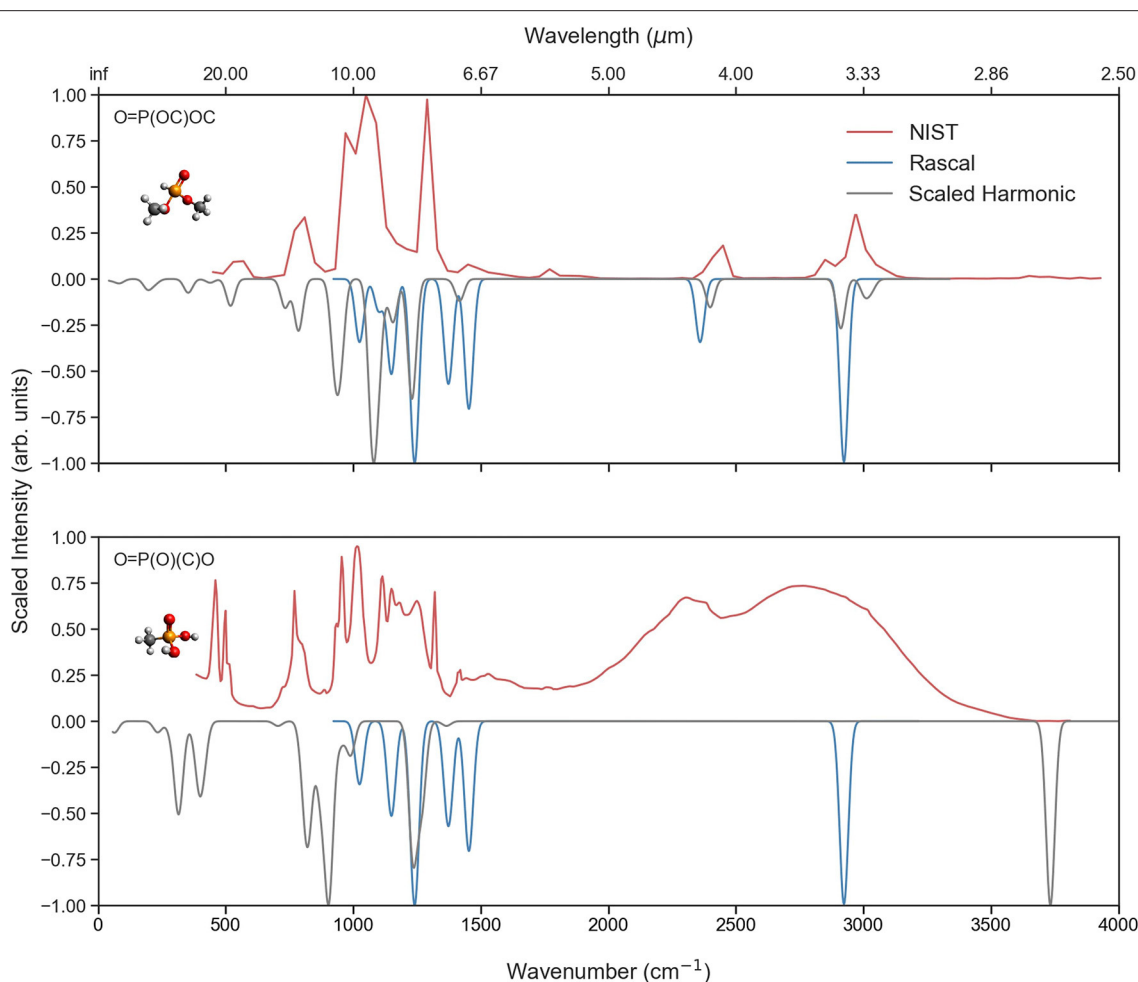 Wavelength (μm)
inf 20.00 10.00 6.67 5.00 4.00 3.33 2.86 2.50
O=P(OC)OC
NIST
Rascal
Scaled Harmonic
1.00
0.75
0.50
0.25
0.00
−0.25
−0.50
−0.75
−1.00
Scaled Intensity (arb. units)
O=P(O)(C)O
1.00
0.75
0.50
0.25
0.00
−0.25
−0.50
−0.75
−1.00
0 500 1000 1500 2000 2500 3000 3500 4000
Wavenumber (cm⁻¹)